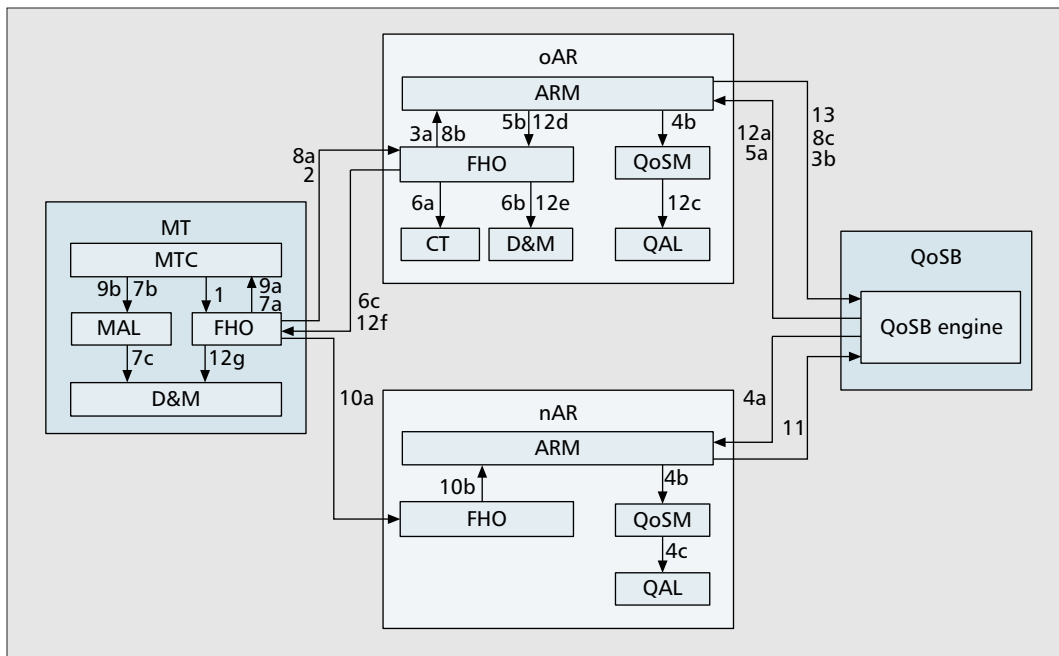 oAR
ARM
3a 8b
5b 12d
4b
FHO
QoSM
6a
6b 12e
12c
CT
D&M
QAL
8a
2
6c
12f
12a
5a
13
8c
3b
MT
MTC
9b 7b
1
9a
7a
MAL
FHO
7c
12g
D&M
10a
QoSB
QoSB engine
4a
11
nAR
ARM
10b
4b
FHO
QoSM
4c
QAL